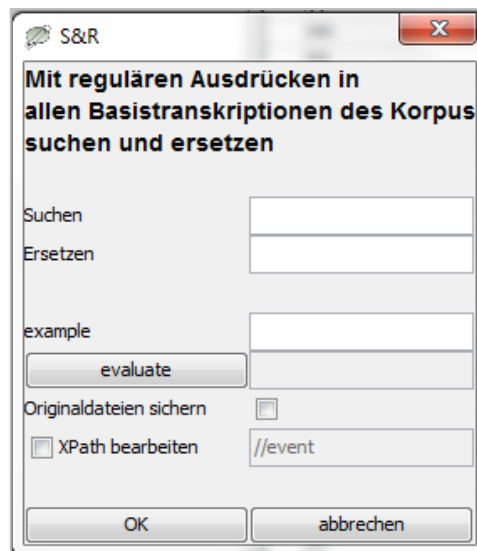 S&R
Mit regulären Ausdrücken in
allen Basistranskriptionen des Korpus
suchen und ersetzen
Suchen
Ersetzen
example
evaluate
Originaldateien sichern
XPath bearbeiten //event
OK abbrechen